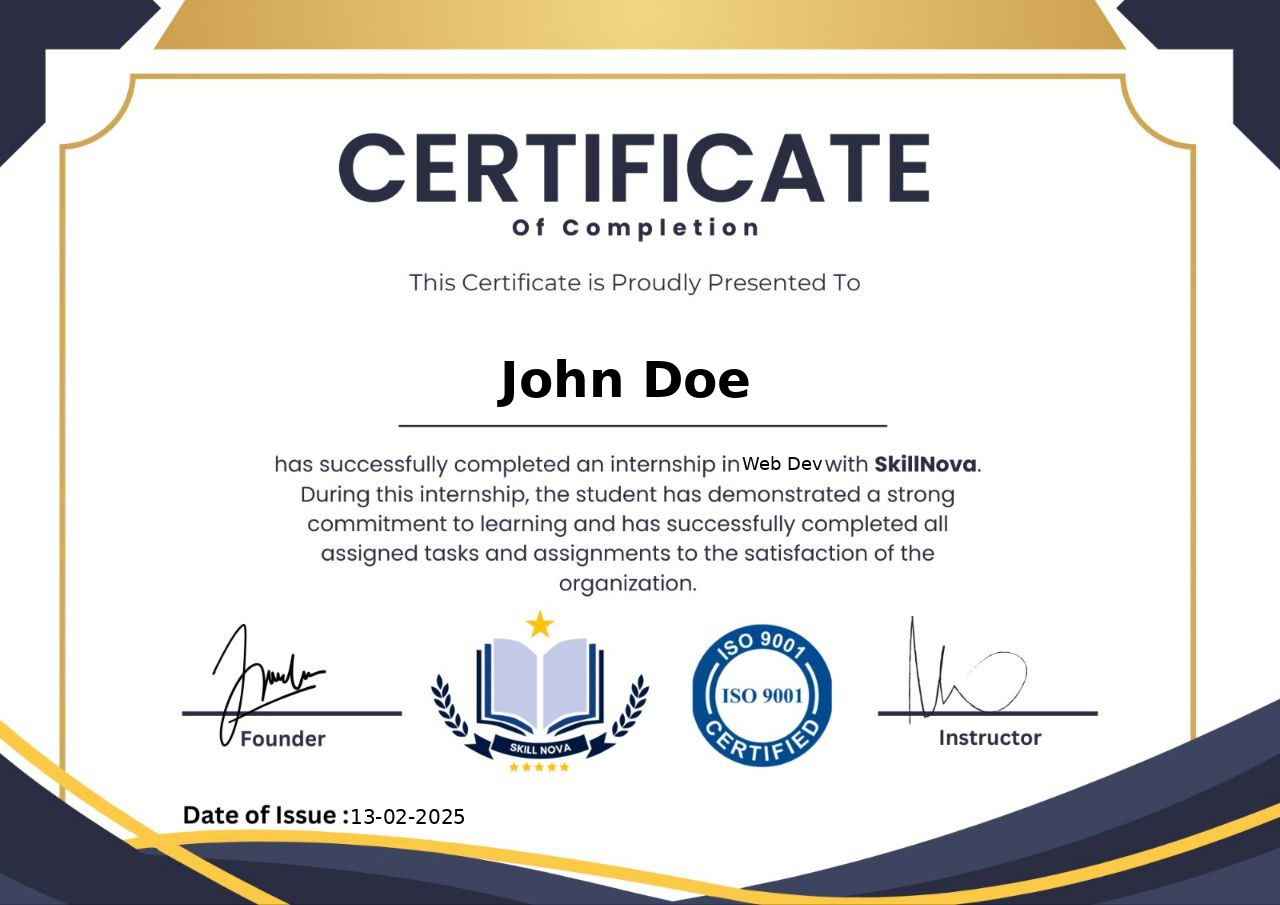 CERTIFICATE
Of Completion
This Certificate is Proudly Presented To
John Doe
has successfully completed an internship in Web Dev with SkillNova.
During this internship, the student has demonstrated a strong
commitment to learning and has successfully completed all
assigned tasks and assignments to the satisfaction of the
organization.
Founder
SKILL NOVA
ISO 9001
ISO 9001
CERTIFIED
Instructor
Date of Issue :13-02-2025